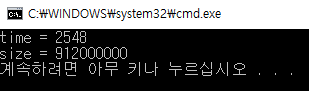 C:₩WINDOWS₩system32₩cmd.exe
time = 2548
size = 912000000
계속하려면 아무 키나 누르십시오 . . .